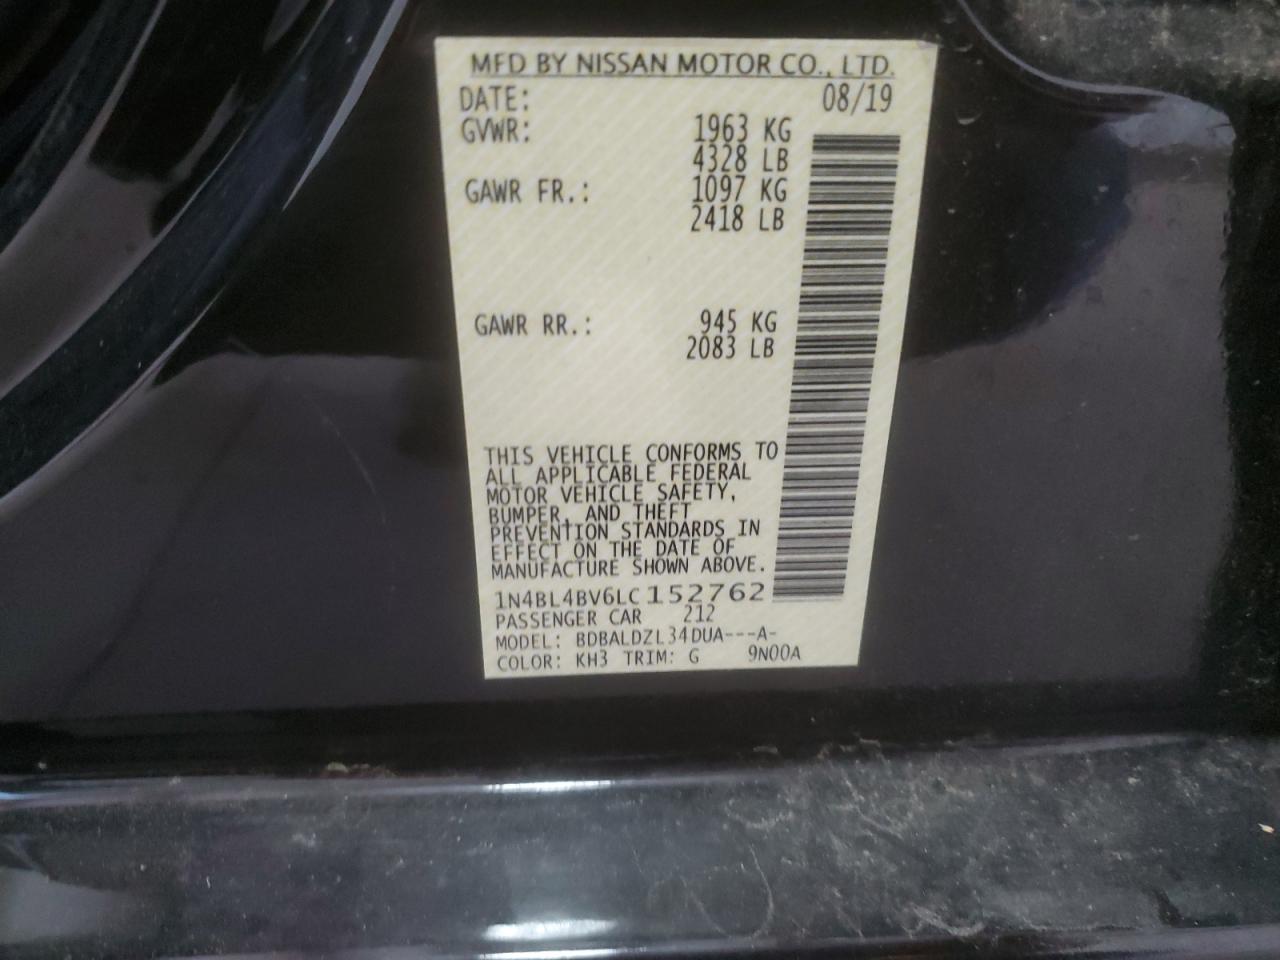 MFD BY NISSAN MOTOR CO., LTD.
DATE: 08/19
GVWR: 1963 KG
4328 LB
GAWR FR.: 1097 KG
2418 LB
GAWR RR.: 945 KG
2083 LB
THIS VEHICLE CONFORMS TO
ALL APPLICABLE FEDERAL
MOTOR VEHICLE SAFETY,
BUMPER, AND THEFT
PREVENTION STANDARDS IN
EFFECT ON THE DATE OF
MANUFACTURE SHOWN ABOVE.
1N4BL4BV6LC152762
PASSENGER CAR 212
MODEL: BDBALDZL34DUA---A-
COLOR: KH3 TRIM: G 9N00A